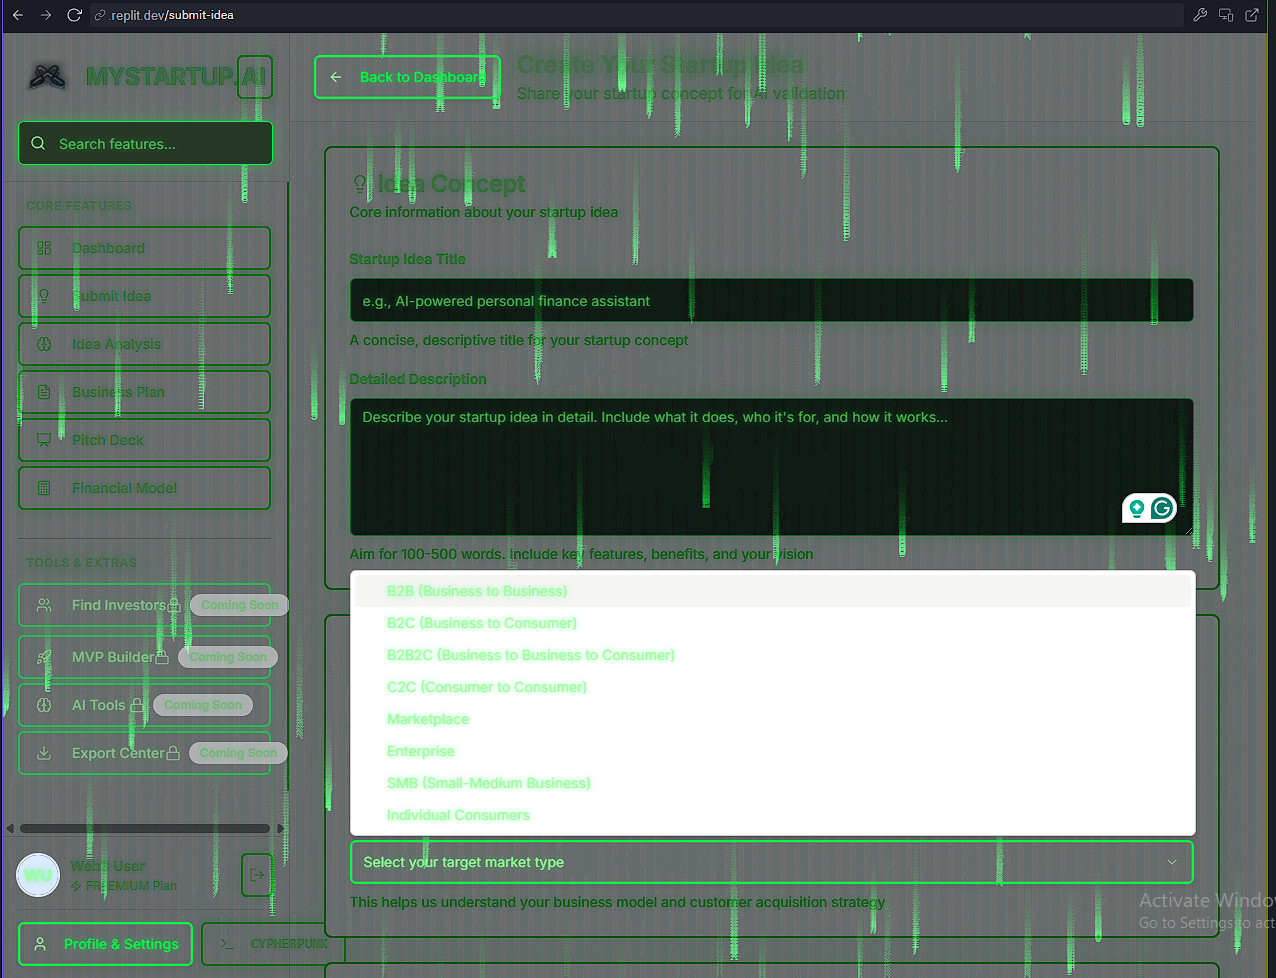 .replit.dev/submit-idea
MYSTARTUP.AI
Search features...
CORE FEATURES
Dashboard
Submit Idea
Idea Analysis
Business Plan
Pitch Deck
Financial Model
TOOLS & EXTRAS
Find Investors Coming Soon
MVP Builder Coming Soon
AI Tools Coming Soon
Export Center Coming Soon
WU
Web3 User
FREEMIUM Plan
Profile & Settings
CYPHERPUNK
Back to Dashboard
Create Your Startup Idea
Share your startup concept for AI validation
Idea Concept
Core information about your startup idea
Startup Idea Title
e.g., AI-powered personal finance assistant
A concise, descriptive title for your startup concept
Detailed Description
Describe your startup idea in detail. Include what it does, who it's for, and how it works...
Aim for 100-500 words. Include key features, benefits, and your vision
B2B (Business to Business)
B2C (Business to Consumer)
B2B2C (Business to Business to Consumer)
C2C (Consumer to Consumer)
Marketplace
Enterprise
SMB (Small-Medium Business)
Individual Consumers
Select your target market type
This helps us understand your business model and customer acquisition strategy
Activate Windo
Go to Settings to act